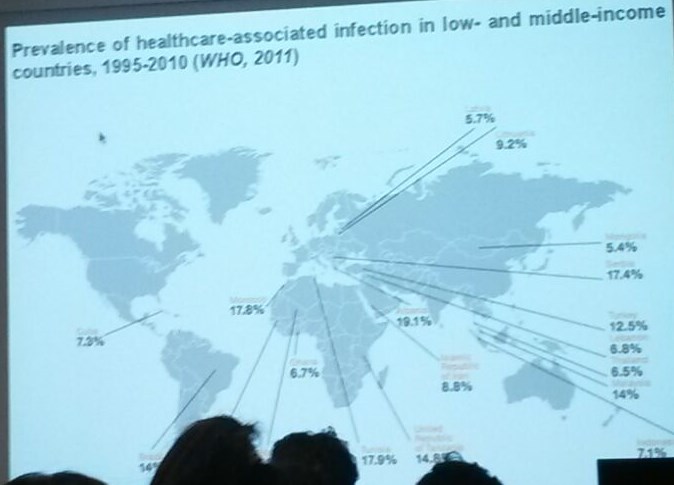 Prevalence of healthcare-associated infection in low- and middle-income
countries, 1995-2010 (WHO, 2011)
Latvia
5.7%
Lithuania
9.2%
Mongolia
5.4%
Serbia
17.4%
Turkey
12.5%
Lebanon
6.8%
Thailand
6.5%
Malaysia
14%
Indonesia
7.1%
Morocco
17.8%
Cuba
7.3%
Ghana
6.7%
Albania
19.1%
Islamic
Republic
of Iran
8.8%
United
Republic
of Tanzania
14.8%
Tunisia
17.9%
Brazil
14%